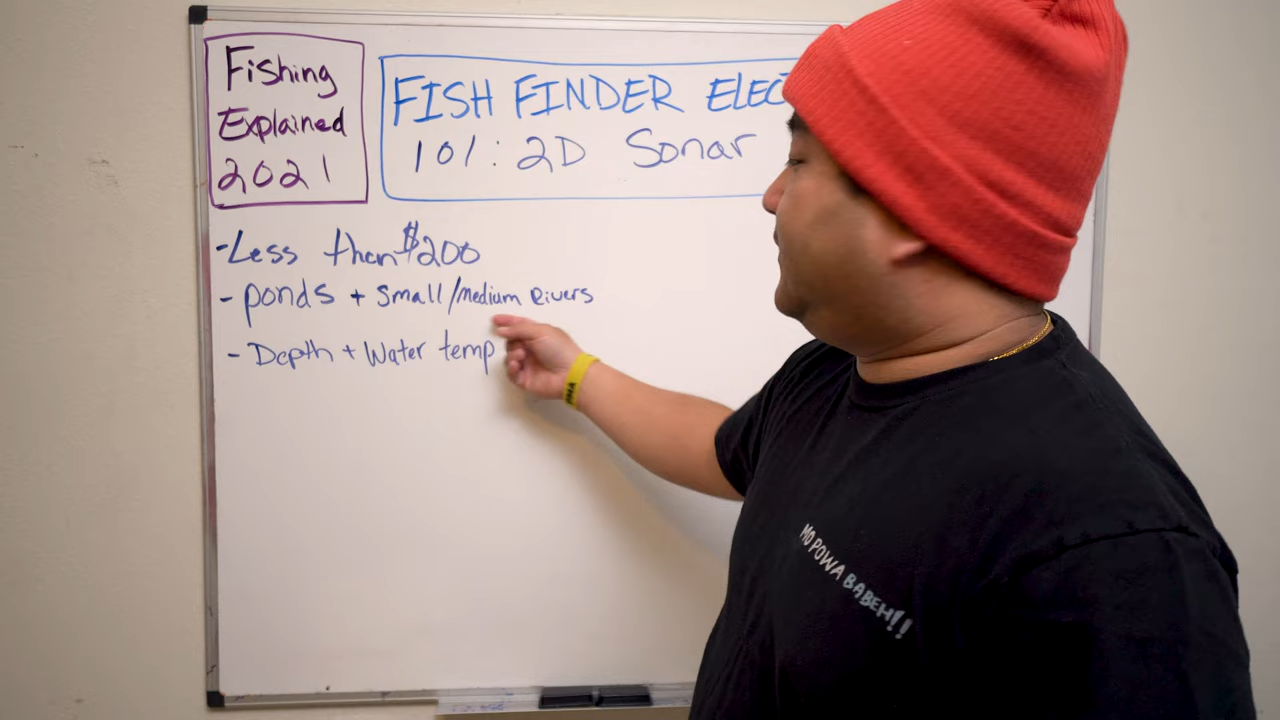 Fishing
Explained
2021
FISH FINDER ELEC
101: 2D Sonar
-Less than $200
- ponds + Small/Medium Rivers
- Depth + Water temp
MO POWA BABEH!!